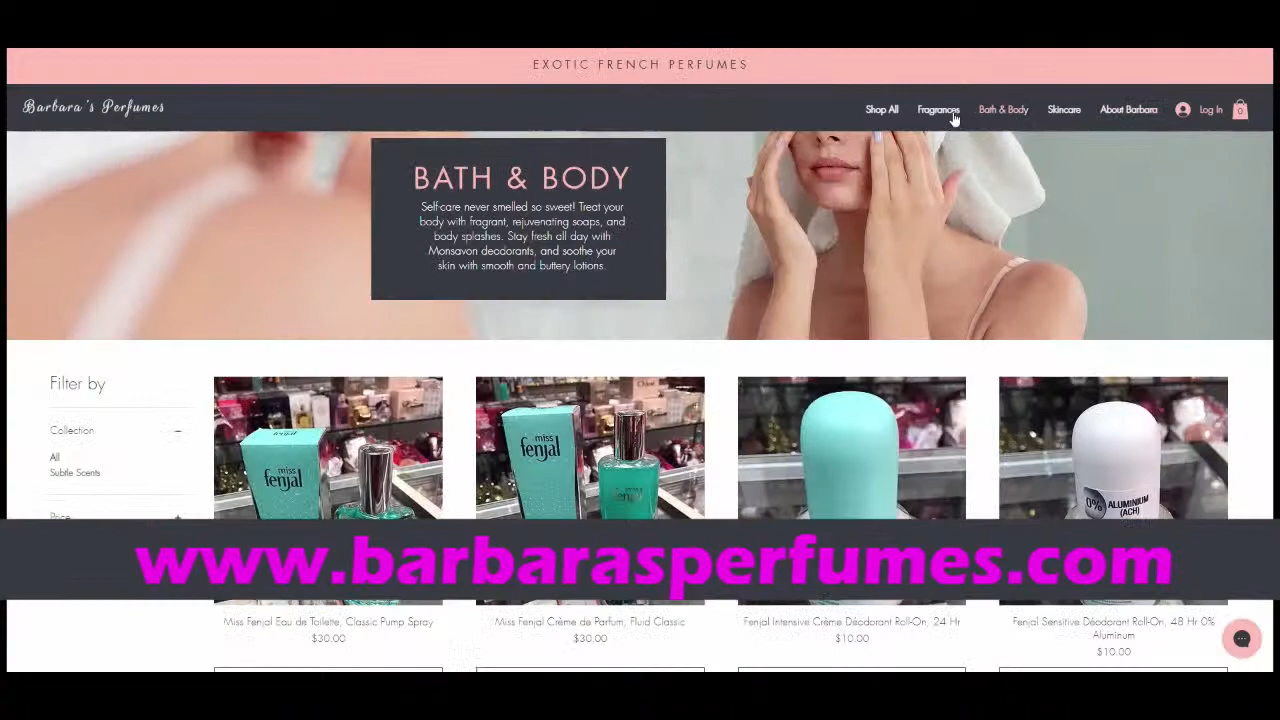 EXOTIC FRENCH PERFUMES
Barbara's Perfumes
Shop All Fragrances Bath & Body Skincare About Barbara Log In 0
BATH & BODY
Self-care never smelled so sweet! Treat your
body with fragrant, rejuvenating soaps, and
body splashes. Stay fresh all day with
Monsavon deodorants, and soothe your
skin with smooth and buttery lotions.
Filter by
Collection
All
Subtle Scents
Price
fenjal
miss
fenjal
miss
fenjal
fenjal
0% ALUMINIUM
(ACH)
www.barbarasperfumes.com
Miss Fenjal Eau de Toilette, Classic Pump Spray
$30.00
Miss Fenjal Crème de Parfum, Fluid Classic
$30.00
Fenjal Intensive Crème Déodorant Roll-On, 24 Hr
$10.00
Fenjal Sensitive Déodorant Roll-On, 48 Hr 0%
Aluminum
$10.00